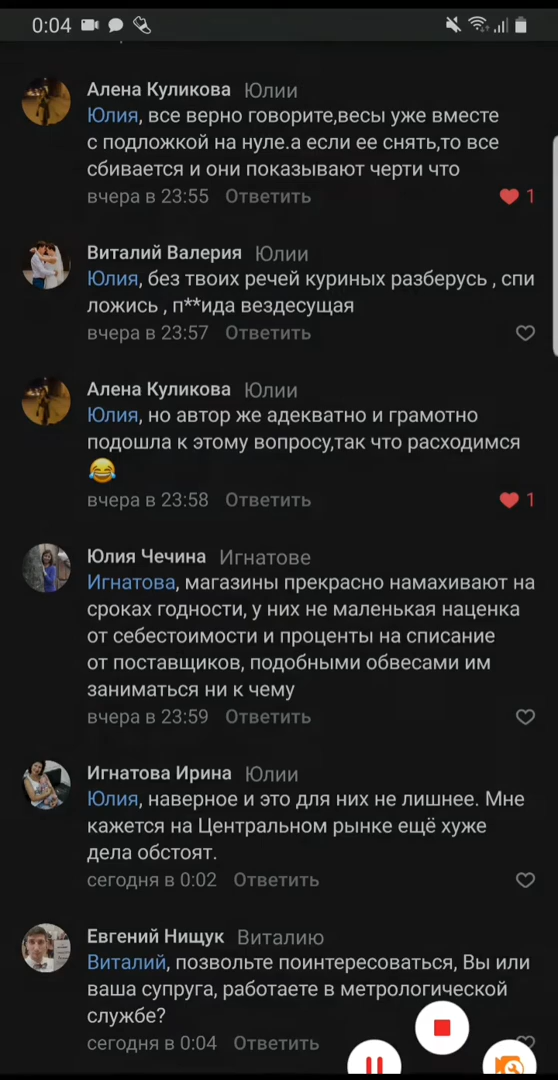 0:04
Алена Куликова Юлии
Юлия, все верно говорите,весы уже вместе
с подложкой на нуле.а если ее снять,то все
сбивается и они показывают черти что
вчера в 23:55 Ответить 1
Виталий Валерия Юлии
Юлия, без твоих речей куриных разберусь , спи
ложись , п**ида вездесущая
вчера в 23:57 Ответить
Алена Куликова Юлии
Юлия, но автор же адекватно и грамотно
подошла к этому вопросу,так что расходимся
😂
вчера в 23:58 Ответить 1
Юлия Чечина Игнатове
Игнатова, магазины прекрасно намахивают на
сроках годности, у них не маленькая наценка
от себестоимости и проценты на списание
от поставщиков, подобными обвесами им
заниматься ни к чему
вчера в 23:59 Ответить
Игнатова Ирина Юлии
Юлия, наверное и это для них не лишнее. Мне
кажется на Центральном рынке ещё хуже
дела обстоят.
сегодня в 0:02 Ответить
Евгений Нищук Виталию
Виталий, позвольте поинтересоваться, Вы или
ваша супруга, работаете в метрологической
службе?
сегодня в 0:04 Ответить